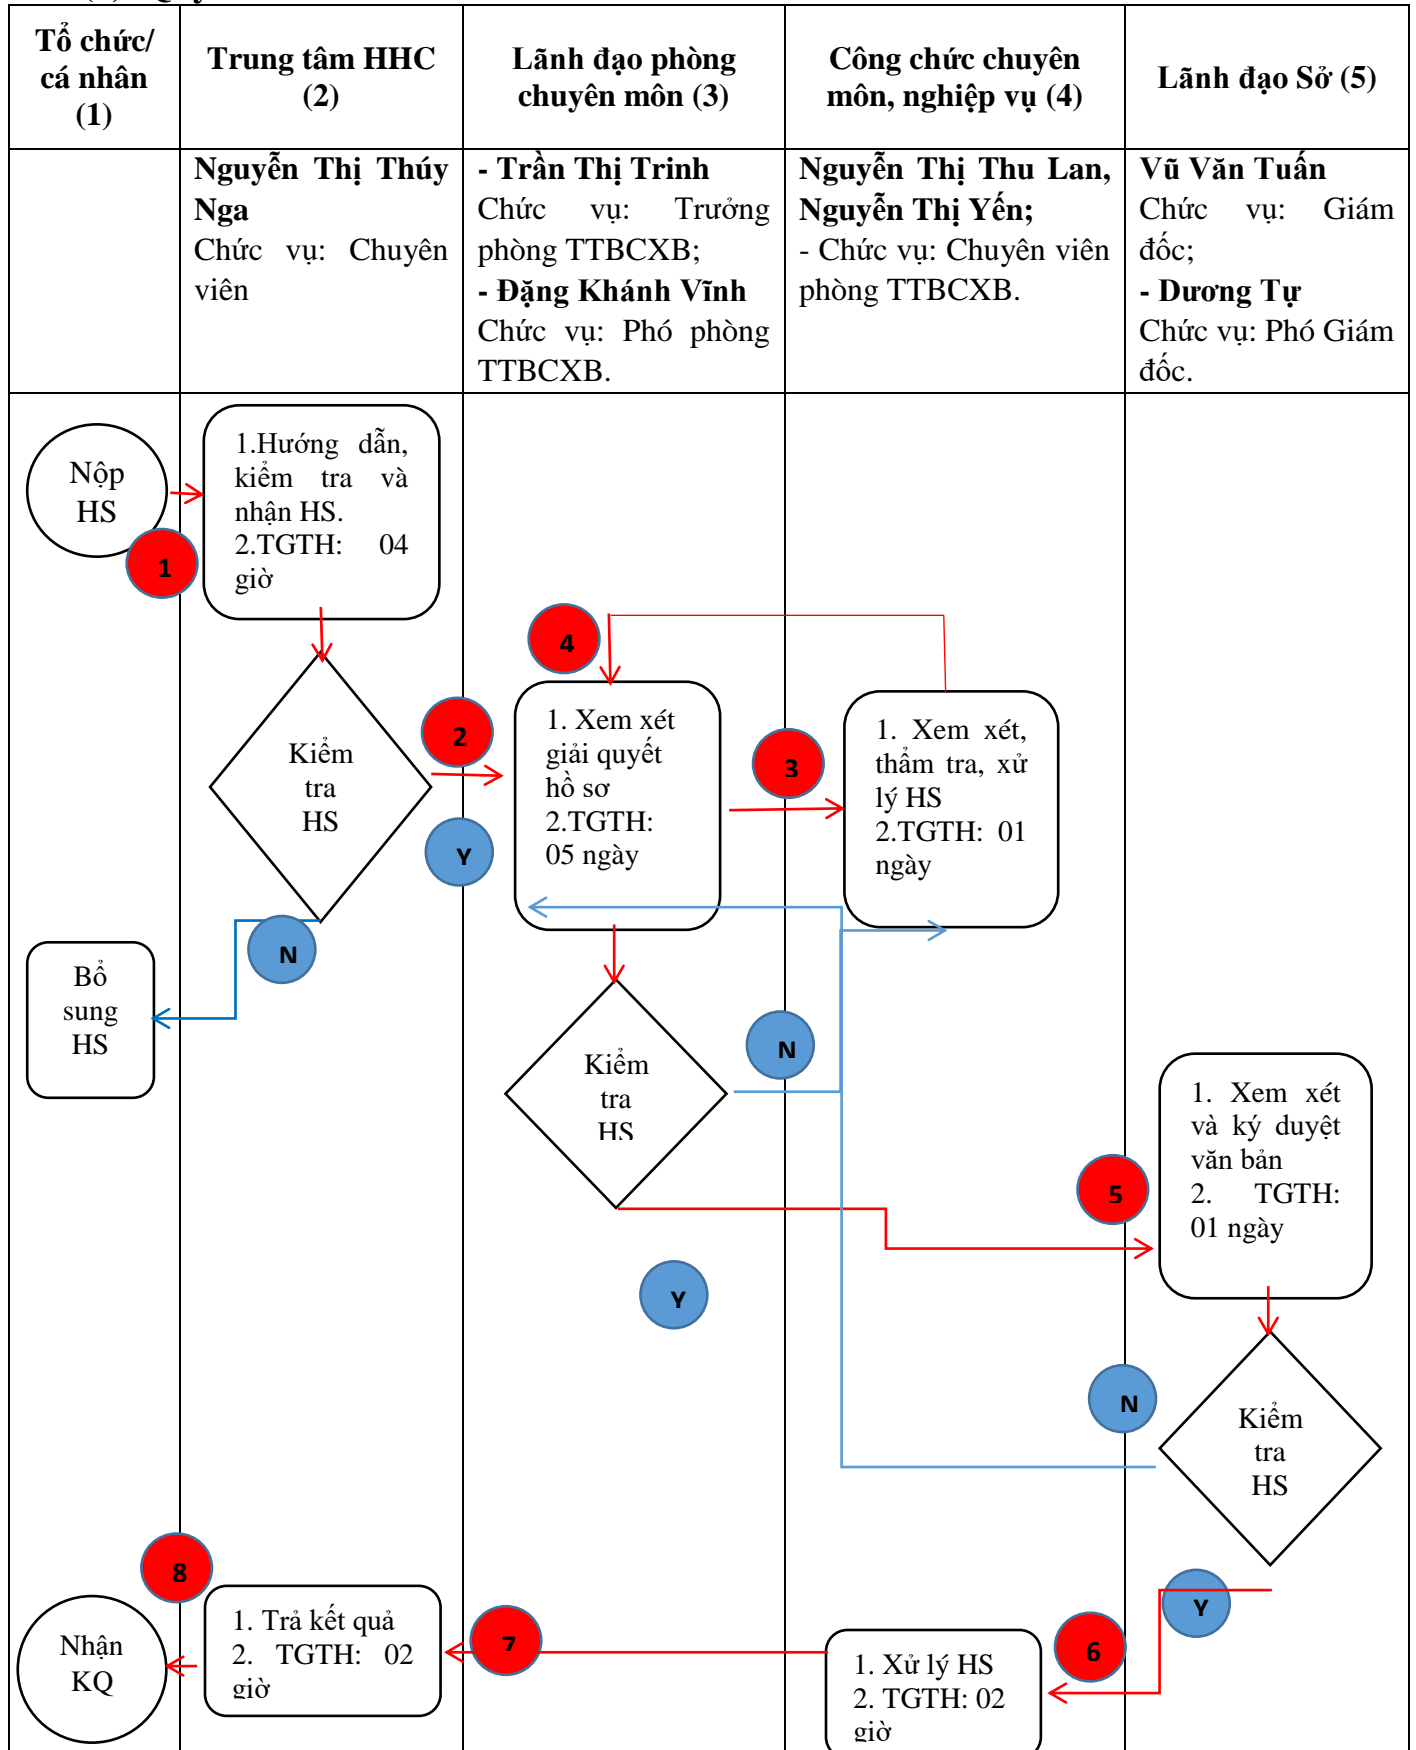 Tổ chức/
cá nhân
(1)
Trung tâm HHC
(2)
Lãnh đạo phòng
chuyên môn (3)
Công chức chuyên
môn, nghiệp vụ (4)
Lãnh đạo Sở (5)
Nguyễn Thị Thúy
Nga
Chức vụ: Chuyên
viên
- Trần Thị Trinh
Chức vụ: Trưởng
phòng TTBCXB;
- Đặng Khánh Vĩnh
Chức vụ: Phó phòng
TTBCXB.
Nguyễn Thị Thu Lan,
Nguyễn Thị Yến;
- Chức vụ: Chuyên viên
phòng TTBCXB.
Vũ Văn Tuấn
Chức vụ: Giám
đốc;
- Dương Tự
Chức vụ: Phó Giám
đốc.
Nộp
HS
1
1.Hướng dẫn,
kiểm tra và
nhận HS.
2.TGTH: 04
giờ
Kiểm
tra
HS
2
Y
N
Bổ
sung
HS
4
1. Xem xét
giải quyết
hồ sơ
2.TGTH:
05 ngày
3
1. Xem xét,
thẩm tra, xử
lý HS
2.TGTH: 01
ngày
Kiểm
tra
HS
N
Y
5
1. Xem xét
và ký duyệt
văn bản
2. TGTH:
01 ngày
N
Kiểm
tra
HS
Y
6
1. Xử lý HS
2. TGTH: 02
giờ
7
1. Trả kết quả
2. TGTH: 02
giờ
8
Nhận
KQ